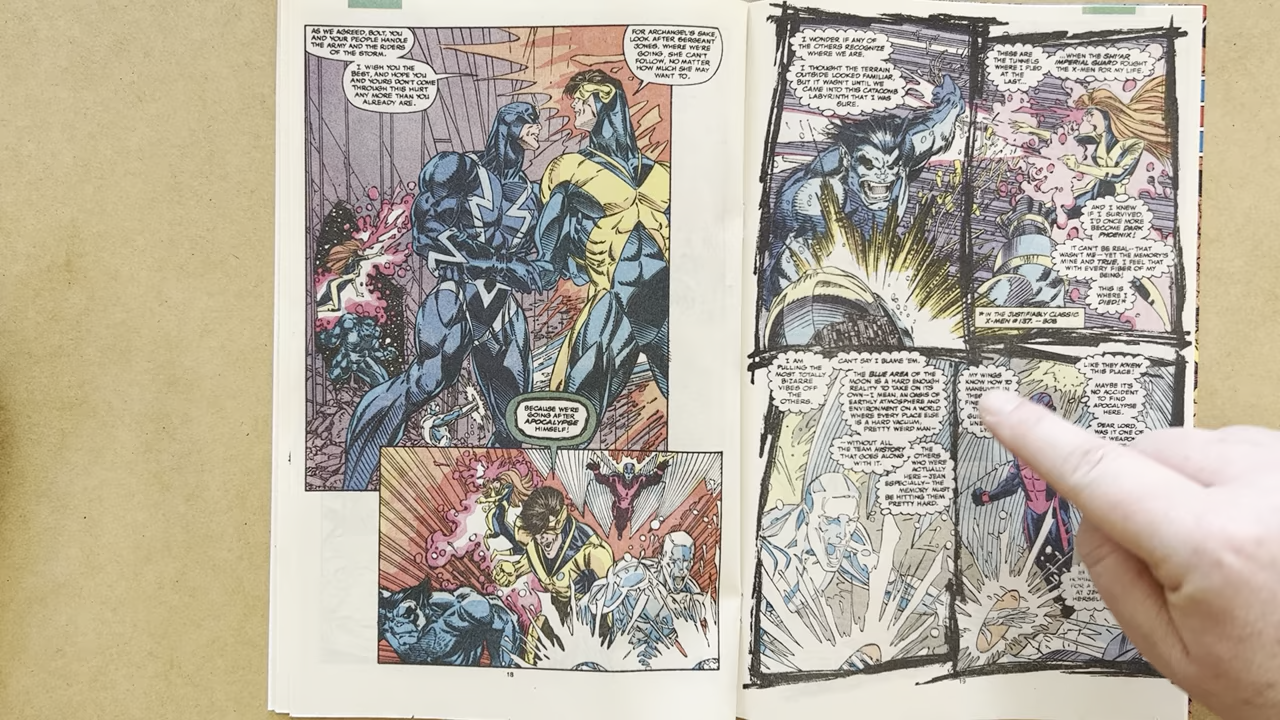 AS WE AGREED, BOLT, YOU
AND YOUR PEOPLE HANDLE
THE ARMY AND THE RIDERS
OF THE STORM.
I WISH YOU THE
BEST, AND HOPE YOU
AND YOURS DON'T COME
THROUGH THIS HURT
ANY MORE THAN YOU
ALREADY ARE.
FOR ARCHANGEL'S SAKE,
LOOK AFTER SERGEANT
JONES. WHERE WE'RE
GOING, SHE CAN'T
FOLLOW, NO MATTER
HOW MUCH SHE MAY
WANT TO.
BECAUSE WE'RE
GOING AFTER
APOCALYPSE
HIMSELF!
18
I WONDER IF ANY OF
THE OTHERS RECOGNIZE
WHERE WE ARE.
I THOUGHT THE TERRAIN
OUTSIDE LOOKED FAMILIAR,
BUT IT WASN'T UNTIL WE
CAME INTO THIS CATACOMB
LABYRINTH THAT I WAS
SURE.
THESE ARE
THE TUNNELS
WHERE I FLED
AT THE
LAST...
...WHEN THE SHI'AR
IMPERIAL GUARD FOUGHT
THE X-MEN FOR MY LIFE.
AND I KNEW
IF I SURVIVED,
I'D ONCE MORE
BECOME DARK
PHOENIX!
IT CAN'T BE REAL--THAT
WASN'T ME--YET THE MEMORY'S
MINE AND TRUE, I FEEL THAT
WITH EVERY FIBER OF MY
BEING!
THIS IS
WHERE I
DIED!*
* IN THE JUSTIFIABLY CLASSIC
X-MEN #137. --BOB
I AM
PULLING THE
MOST TOTALLY
BIZARRE
VIBES OFF
THE
OTHERS.
CAN'T SAY I BLAME 'EM.
THE BLUE AREA OF THE
MOON IS A HARD ENOUGH
REALITY TO TAKE ON ITS
OWN--I MEAN, AN OASIS OF
EARTHLY ATMOSPHERE AND
ENVIRONMENT ON A WORLD
WHERE EVERY PLACE ELSE
IS A HARD VACUUM,
PRETTY WEIRD MAN--
--WITHOUT ALL
THE TEAM HISTORY
THAT GOES ALONG
WITH IT.
THE
OTHERS
WHO WERE
ACTUALLY
HERE--JEAN
ESPECIALLY--THE
MEMORY MUST
BE HITTING THEM
PRETTY HARD.
MY WINGS
KNOW HOW TO
LIKE THEY KNEW
THIS PLACE!
MAYBE IT'S
NO ACCIDENT
TO FIND
APOCALYPSE
HERE.
DEAR LORD,
WAS IT ONE OF
FOR A
AT
19